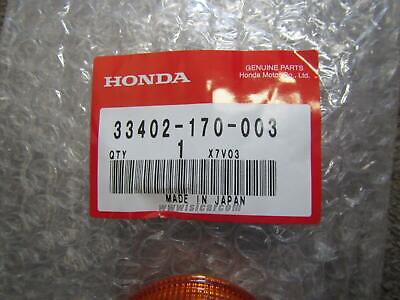 GENUINE PARTS
HONDA
Honda Motor Co., Ltd.
33402-170-003
QTY 1 X7V03
MADE IN JAPAN
www.sicar.com